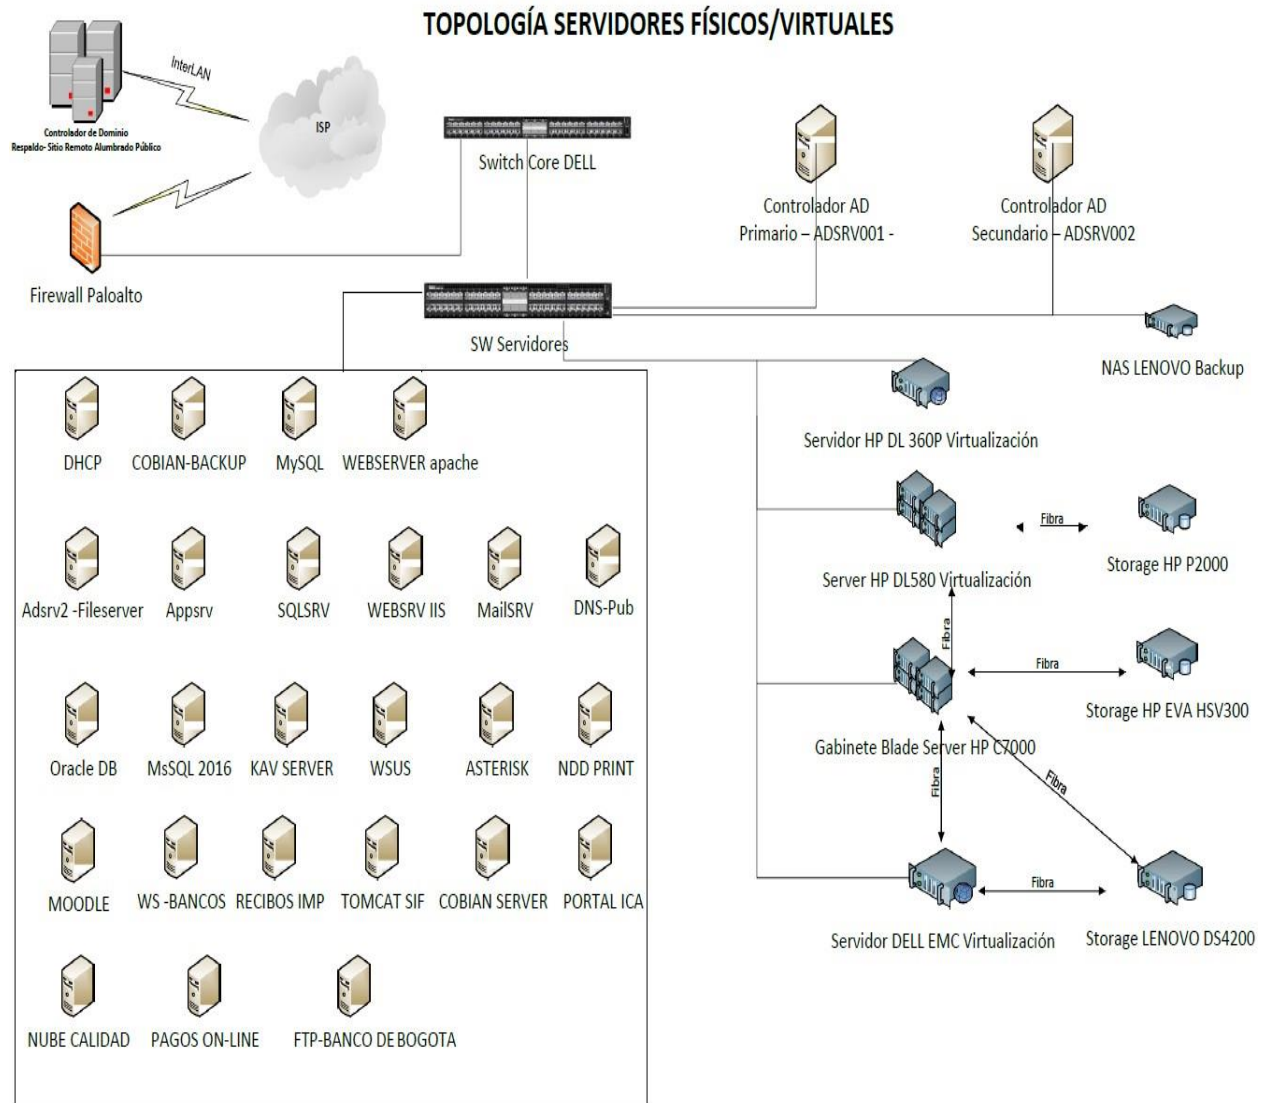 TOPOLOGÍA SERVIDORES FÍSICOS/VIRTUALES
InterLAN
ISP
Controlador de Dominio
Respaldo- Sitio Remoto Alumbrado Público
Switch Core DELL
Controlador AD
Primario – ADSRV001 -
Controlador AD
Secundario – ADSRV002
Firewall Paloalto
SW Servidores
NAS LENOVO Backup
DHCP
COBIAN-BACKUP
MySQL
WEBSERVER apache
Servidor HP DL 360P Virtualización
Fibra
Storage HP P2000
Server HP DL580 Virtualización
Adsrv2 -Fileserver
Appsrv
SQLSRV
WEBSRV IIS
MailSRV
DNS-Pub
Fibra
Fibra
Storage HP EVA HSV300
Gabinete Blade Server HP C7000
Oracle DB
MsSQL 2016
KAV SERVER
WSUS
ASTERISK
NDD PRINT
Fibra
Fibra
MOODLE
WS -BANCOS
RECIBOS IMP
TOMCAT SIF
COBIAN SERVER
PORTAL ICA
Fibra
Servidor DELL EMC Virtualización
Storage LENOVO DS4200
NUBE CALIDAD
PAGOS ON-LINE
FTP-BANCO DE BOGOTA